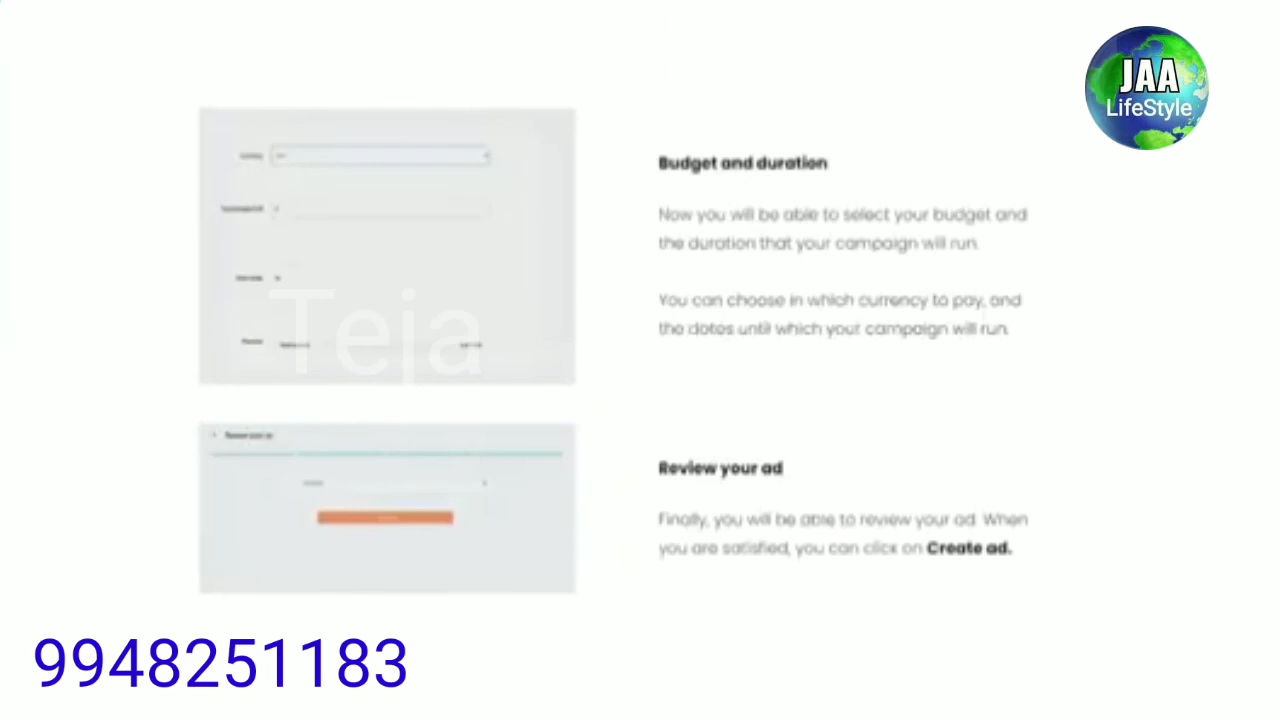 JAA
LifeStyle
Budget and duration
Now you will be able to select your budget and
the duration that your campaign will run.
You can choose in which currency to pay, and
the dates until which your campaign will run.
Teja
Review your ad
Finally, you will be able to review your ad. When
you are satisfied, you can click on Create ad.
9948251183